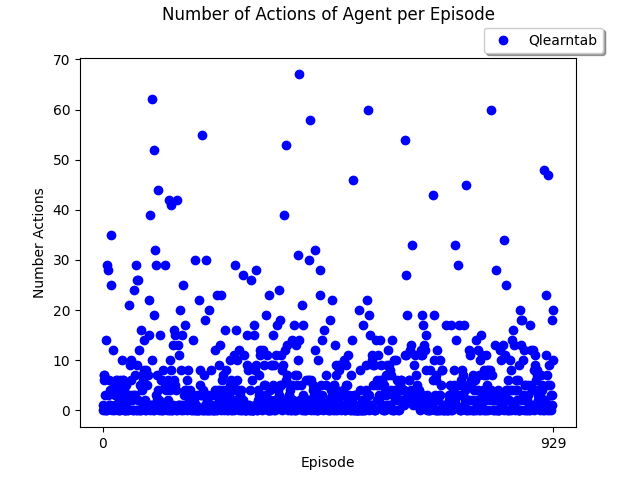 Number of Actions of Agent per Episode
Qlearntab
70
60
50
40
30
20
10
0
Number Actions
0 929
Episode